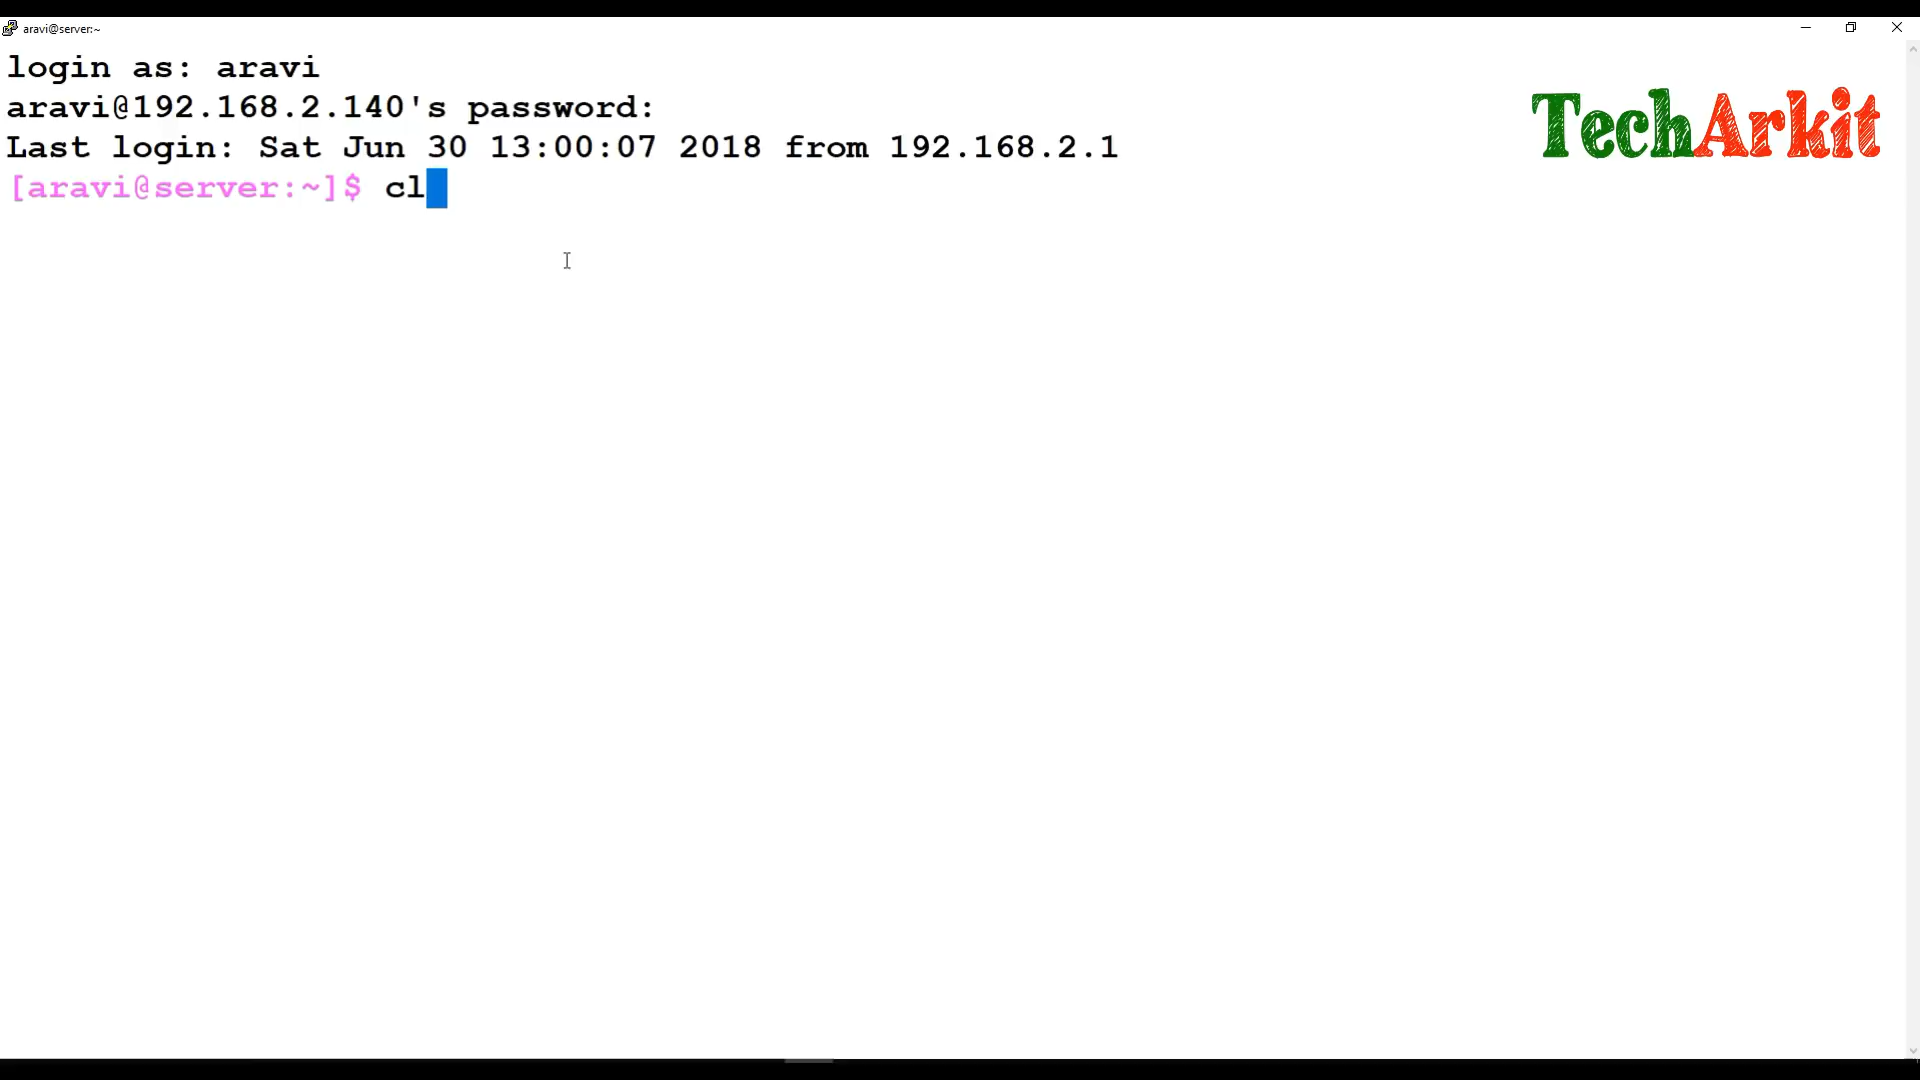 aravi@server:~
login as: aravi
aravi@192.168.2.140's password:
Last login: Sat Jun 30 13:00:07 2018 from 192.168.2.1
[aravi@server:~]$ cl
TechArkit